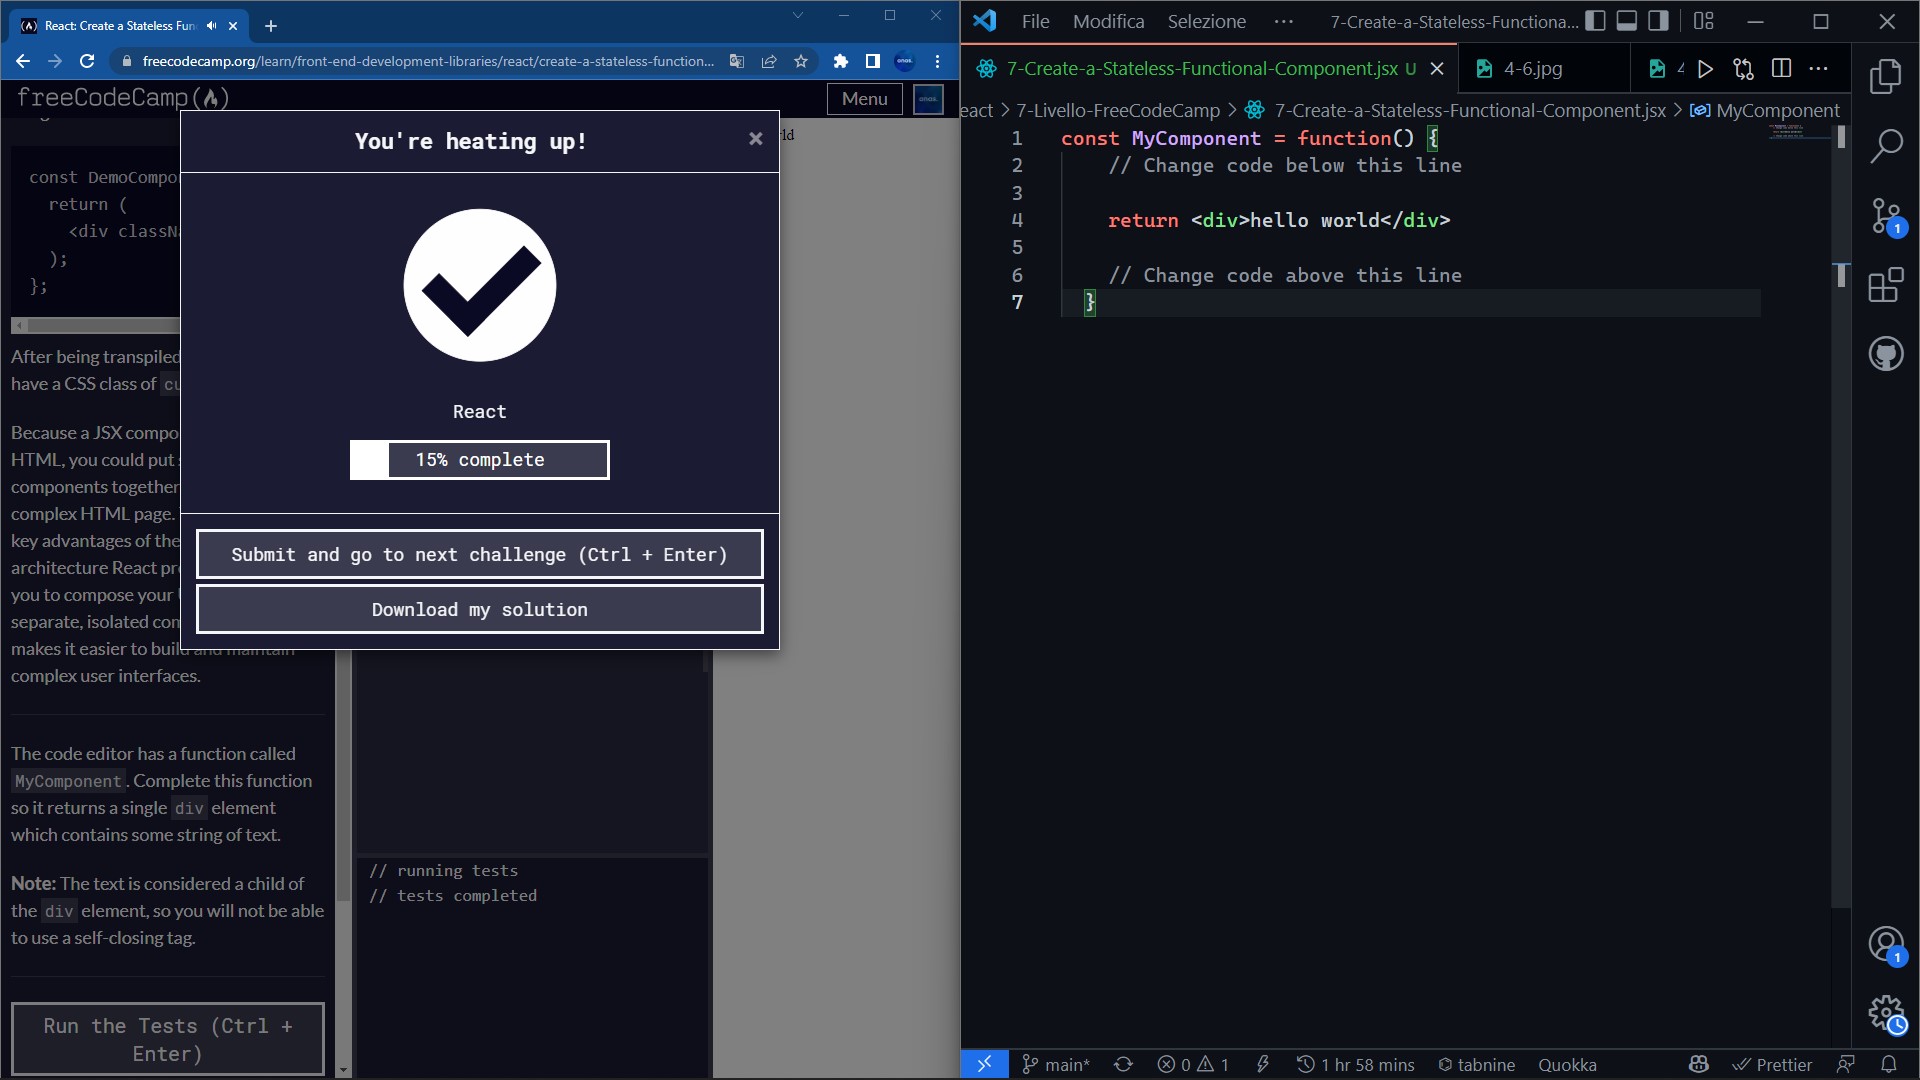 React: Create a Stateless Fun
freecodecamp.org/learn/front-end-development-libraries/react/create-a-stateless-function...
freeCodeCamp
Menu
const DemoCompo
return (
<div classNa
);
};
After being transpiled
have a CSS class of cu
Because a JSX compo
HTML, you could put s
components together
complex HTML page.
key advantages of the
architecture React pr
you to compose your
separate, isolated com
makes it easier to build and maintain
complex user interfaces.
The code editor has a function called
MyComponent. Complete this function
so it returns a single div element
which contains some string of text.
Note: The text is considered a child of
the div element, so you will not be able
to use a self-closing tag.
Run the Tests (Ctrl +
Enter)
ld
You're heating up!
React
15% complete
Submit and go to next challenge (Ctrl + Enter)
Download my solution
// running tests
// tests completed
File Modifica Selezione ... 7-Create-a-Stateless-Functiona...
7-Create-a-Stateless-Functional-Component.jsx U 4-6.jpg 4
eact > 7-Livello-FreeCodeCamp > 7-Create-a-Stateless-Functional-Component.jsx > MyComponent
1 const MyComponent = function() {
2 // Change code below this line
3
4 return <div>hello world</div>
5
6 // Change code above this line
7 }
1
1
main* 0 1 1 hr 58 mins tabnine Quokka Prettier